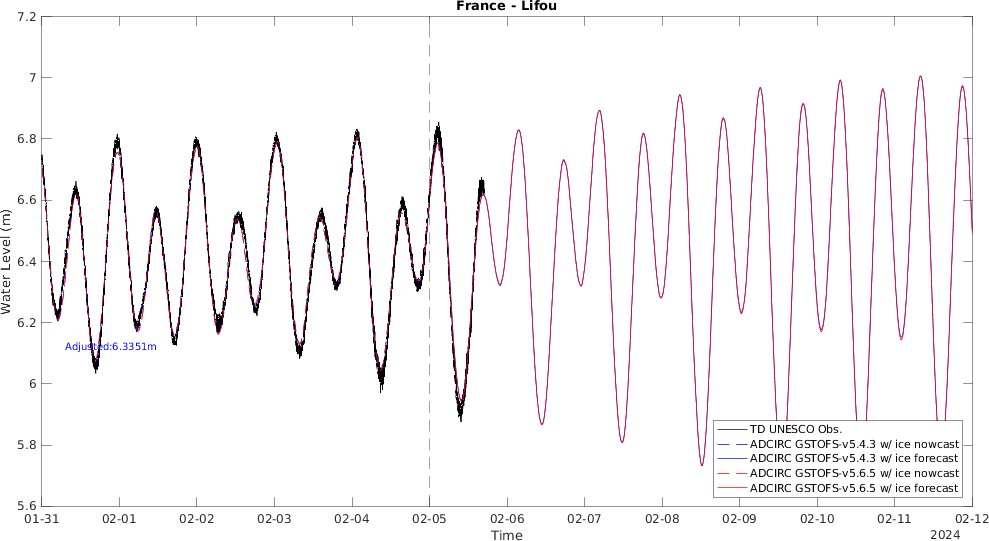 France - Lifou
7.2
7
6.8
6.6
6.4
6.2
6
5.8
5.6
Water Level (m)
Adjusted:6.3351m
TD UNESCO Obs.
ADCIRC GSTOFS-v5.4.3 w/ ice nowcast
ADCIRC GSTOFS-v5.4.3 w/ ice forecast
ADCIRC GSTOFS-v5.6.5 w/ ice nowcast
ADCIRC GSTOFS-v5.6.5 w/ ice forecast
01-31 02-01 02-02 02-03 02-04 02-05 02-06 02-07 02-08 02-09 02-10 02-11 02-12
Time
2024